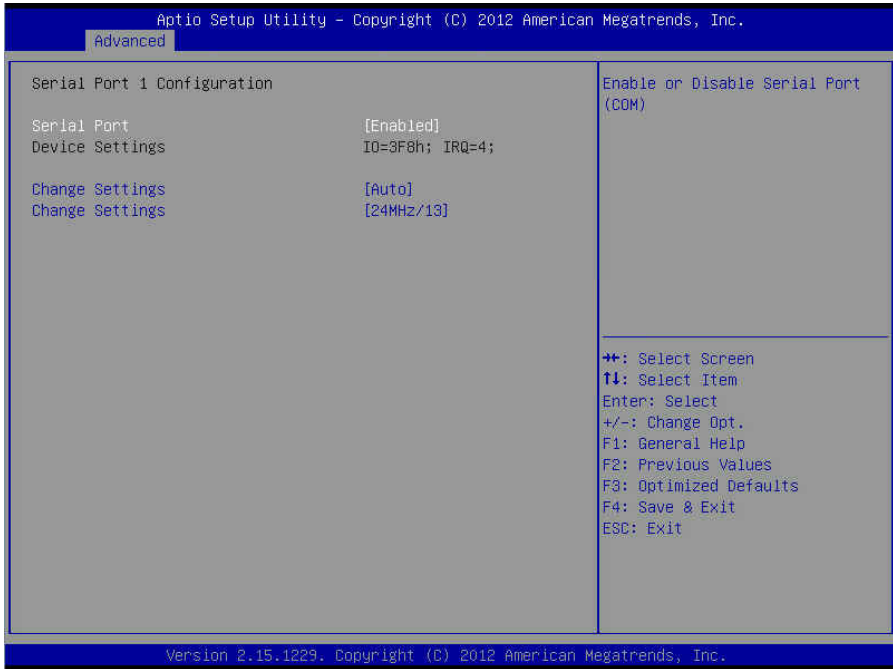 Aptio Setup Utility – Copyright (C) 2012 American Megatrends, Inc.
Advanced
Serial Port 1 Configuration
Serial Port [Enabled]
Device Settings IO=3F8h; IRQ=4;
Change Settings [Auto]
Change Settings [24MHz/13]
Enable or Disable Serial Port
(COM)
→←: Select Screen
↑↓: Select Item
Enter: Select
+/-: Change Opt.
F1: General Help
F2: Previous Values
F3: Optimized Defaults
F4: Save & Exit
ESC: Exit
Version 2.15.1229. Copyright (C) 2012 American Megatrends, Inc.